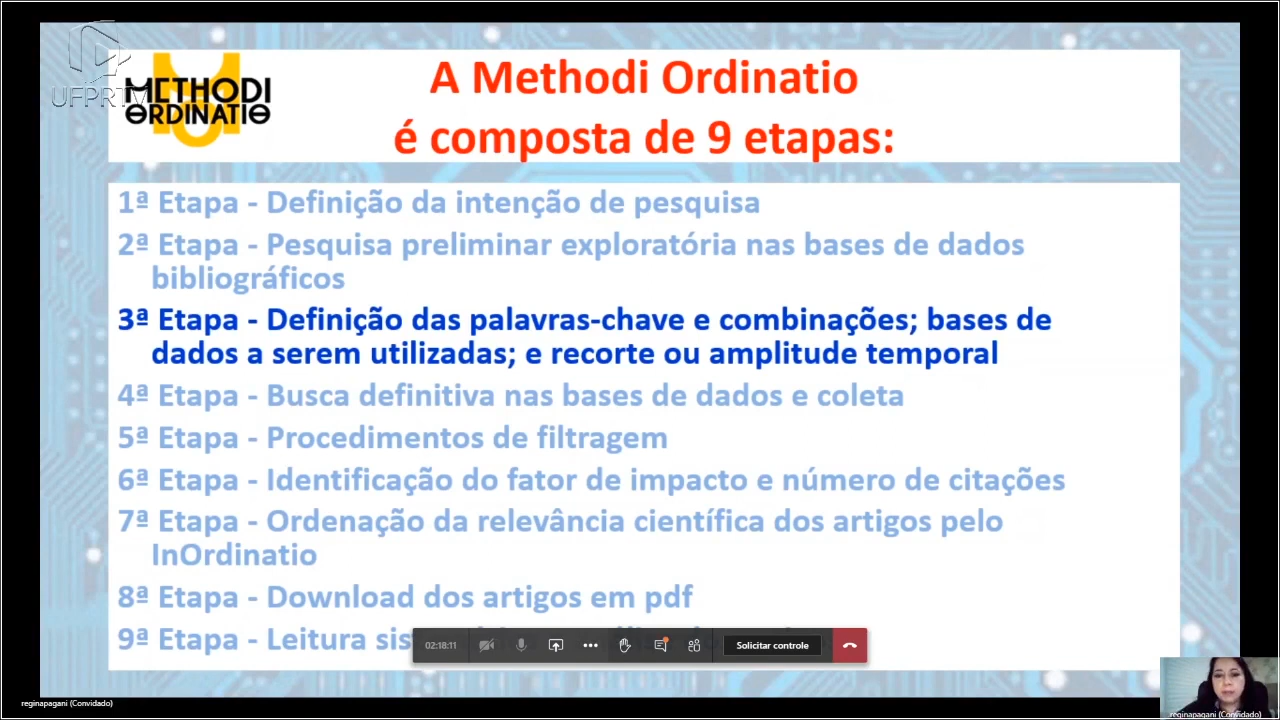 UFPRTV
METHODI
ORDINATIO
A Methodi Ordinatio
é composta de 9 etapas:
1ª Etapa - Definição da intenção de pesquisa
2ª Etapa - Pesquisa preliminar exploratória nas bases de dados
bibliográficos
3ª Etapa - Definição das palavras-chave e combinações; bases de
dados a serem utilizadas; e recorte ou amplitude temporal
4ª Etapa - Busca definitiva nas bases de dados e coleta
5ª Etapa - Procedimentos de filtragem
6ª Etapa - Identificação do fator de impacto e número de citações
7ª Etapa - Ordenação da relevância científica dos artigos pelo
InOrdinatio
8ª Etapa - Download dos artigos em pdf
9ª Etapa - Leitura
02:18:11
Solicitar controle
reginapagani (Convidado)
reginapagani (Convidado)